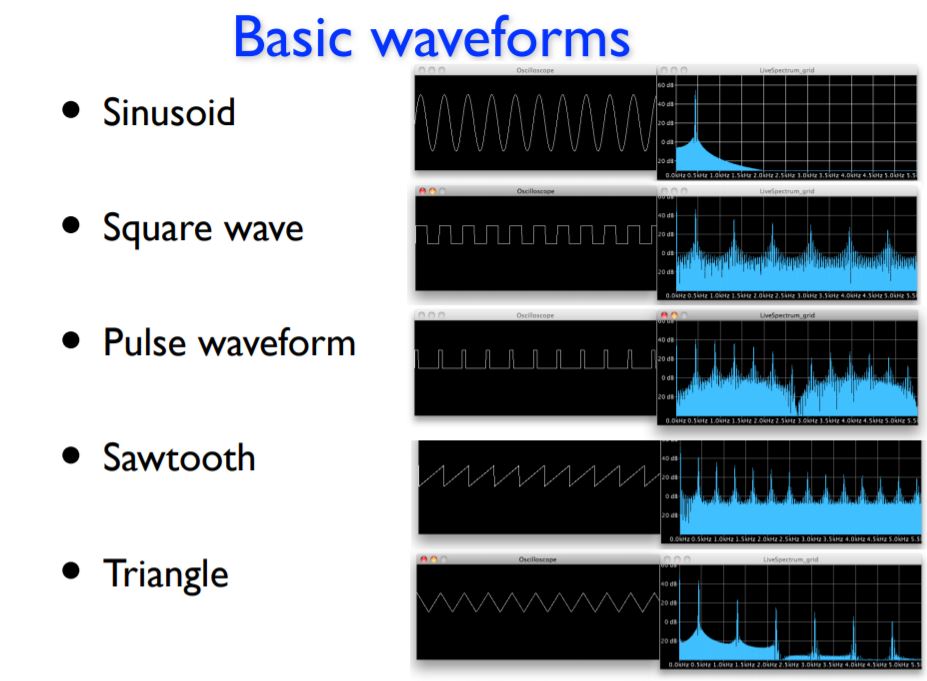 Basic waveforms
• Sinusoid
Oscilloscope
LiveSpectrum_grid
60 dB
40 dB
20 dB
0 dB
20 dB
0.0kHz 0.5kHz 1.0kHz 1.5kHz 2.0kHz 2.5kHz 3.0kHz 3.5kHz 4.0kHz 4.5kHz 5.0kHz 5.5l
• Square wave
Oscilloscope
LiveSpectrum_grid
60 dB
40 dB
20 dB
0 dB
20 dB
0.0kHz 0.5kHz 1.0kHz 1.5kHz 2.0kHz 2.5kHz 3.0kHz 3.5kHz 4.0kHz 4.5kHz 5.0kHz 5.5l
• Pulse waveform
Oscilloscope
LiveSpectrum_grid
60 dB
40 dB
20 dB
0 dB
20 dB
0.0kHz 0.5kHz 1.0kHz 1.5kHz 2.0kHz 2.5kHz 3.0kHz 3.5kHz 4.0kHz 4.5kHz 5.0kHz 5.5l
• Sawtooth
40 dB
20 dB
0 dB
20 dB
0.0kHz 0.5kHz 1.0kHz 1.5kHz 2.0kHz 2.5kHz 3.0kHz 3.5kHz 4.0kHz 4.5kHz 5.0kHz 5.5l
• Triangle
Oscilloscope
LiveSpectrum_grid
60 dB
40 dB
20 dB
0 dB
20 dB
0.0kHz 0.5kHz 1.0kHz 1.5kHz 2.0kHz 2.5kHz 3.0kHz 3.5kHz 4.0kHz 4.5kHz 5.0kHz 5.5l